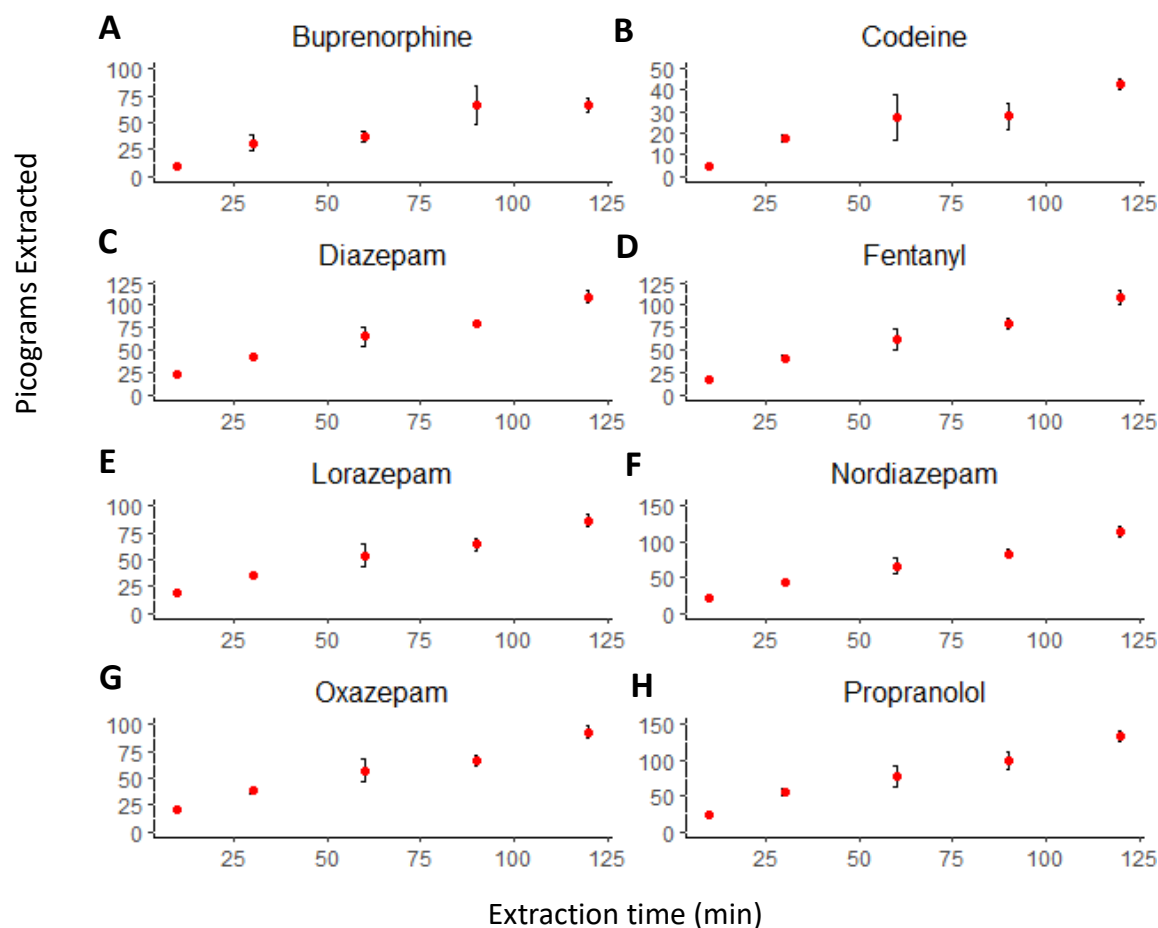 Picograms Extracted
A
Buprenorphine
100
75
50
25
0
25 50 75 100 125
B
Codeine
50
40
30
20
10
0
25 50 75 100 125
C
Diazepam
125
100
75
50
25
0
25 50 75 100 125
D
Fentanyl
125
100
75
50
25
0
25 50 75 100 125
E
Lorazepam
100
75
50
25
0
25 50 75 100 125
F
Nordiazepam
150
100
50
0
25 50 75 100 125
G
Oxazepam
100
75
50
25
0
25 50 75 100 125
H
Propranolol
150
100
50
0
25 50 75 100 125
Extraction time (min)